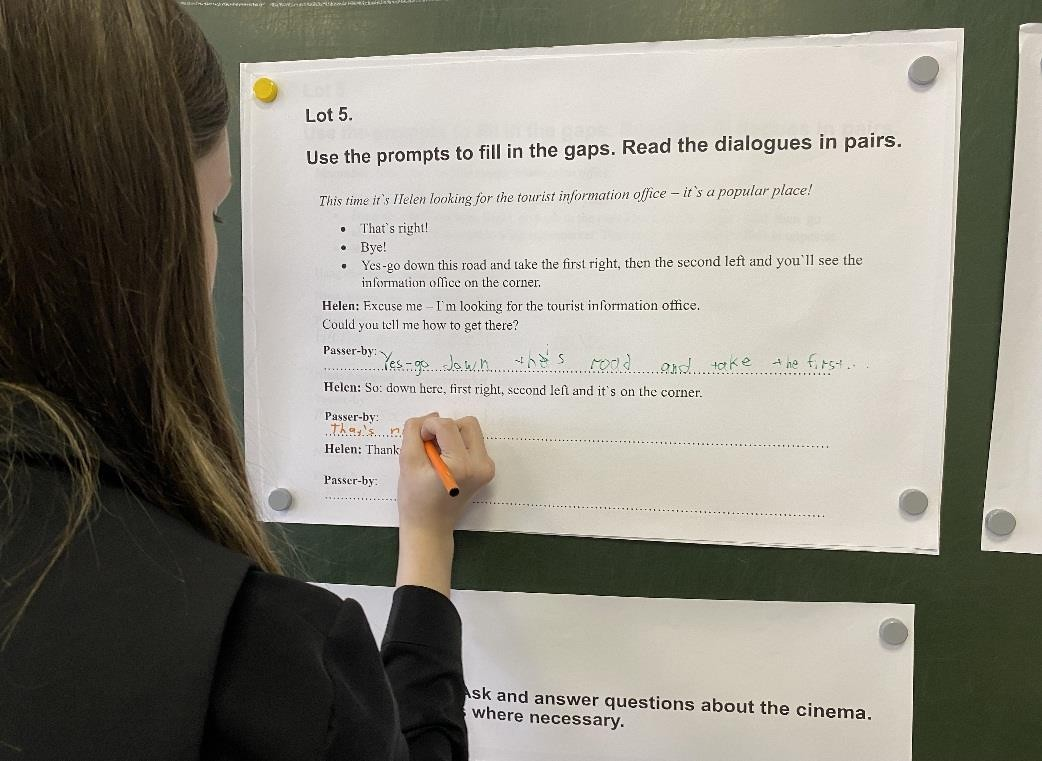 Lot 5.
Use the prompts to fill in the gaps. Read the dialogues in pairs.
This time it`s Helen looking for the tourist information office – it`s a popular place!
• That`s right!
• Bye!
• Yes-go down this road and take the first right, then the second left and you`ll see the
information office on the corner.
Helen: Excuse me – I`m looking for the tourist information office.
Could you tell me how to get there?
Passer-by: Yes-go down this road and take the first...
Helen: So: down here, first right, second left and it`s on the corner.
Passer-by:
Thay's
Helen: Thank
Passer-by:
Ask and answer questions about the cinema.
where necessary.